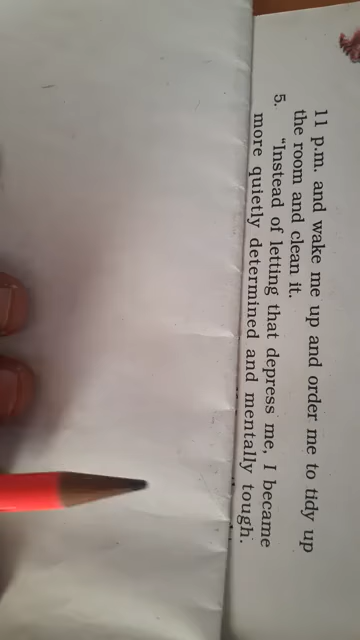 11 p.m. and wake me up and order me to tidy up
the room and clean it.
5. "Instead of letting that depress me, I became
more quietly determined and mentally tough.